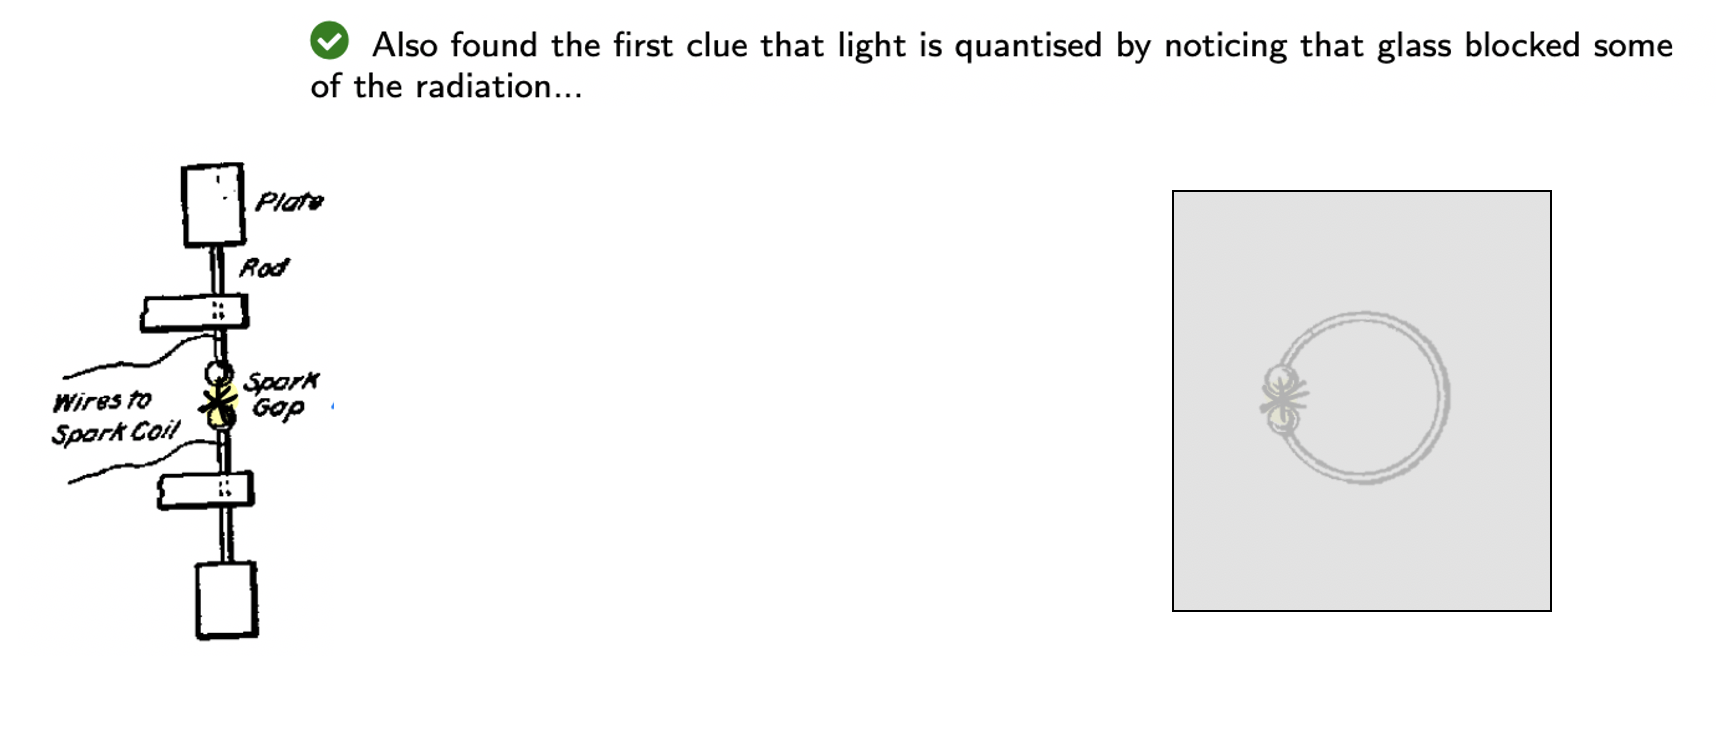 Also found the first clue that light is quantised by noticing that glass blocked some
of the radiation...
Plate
Rod
Spark
Gap
Wires to
Spark Coil